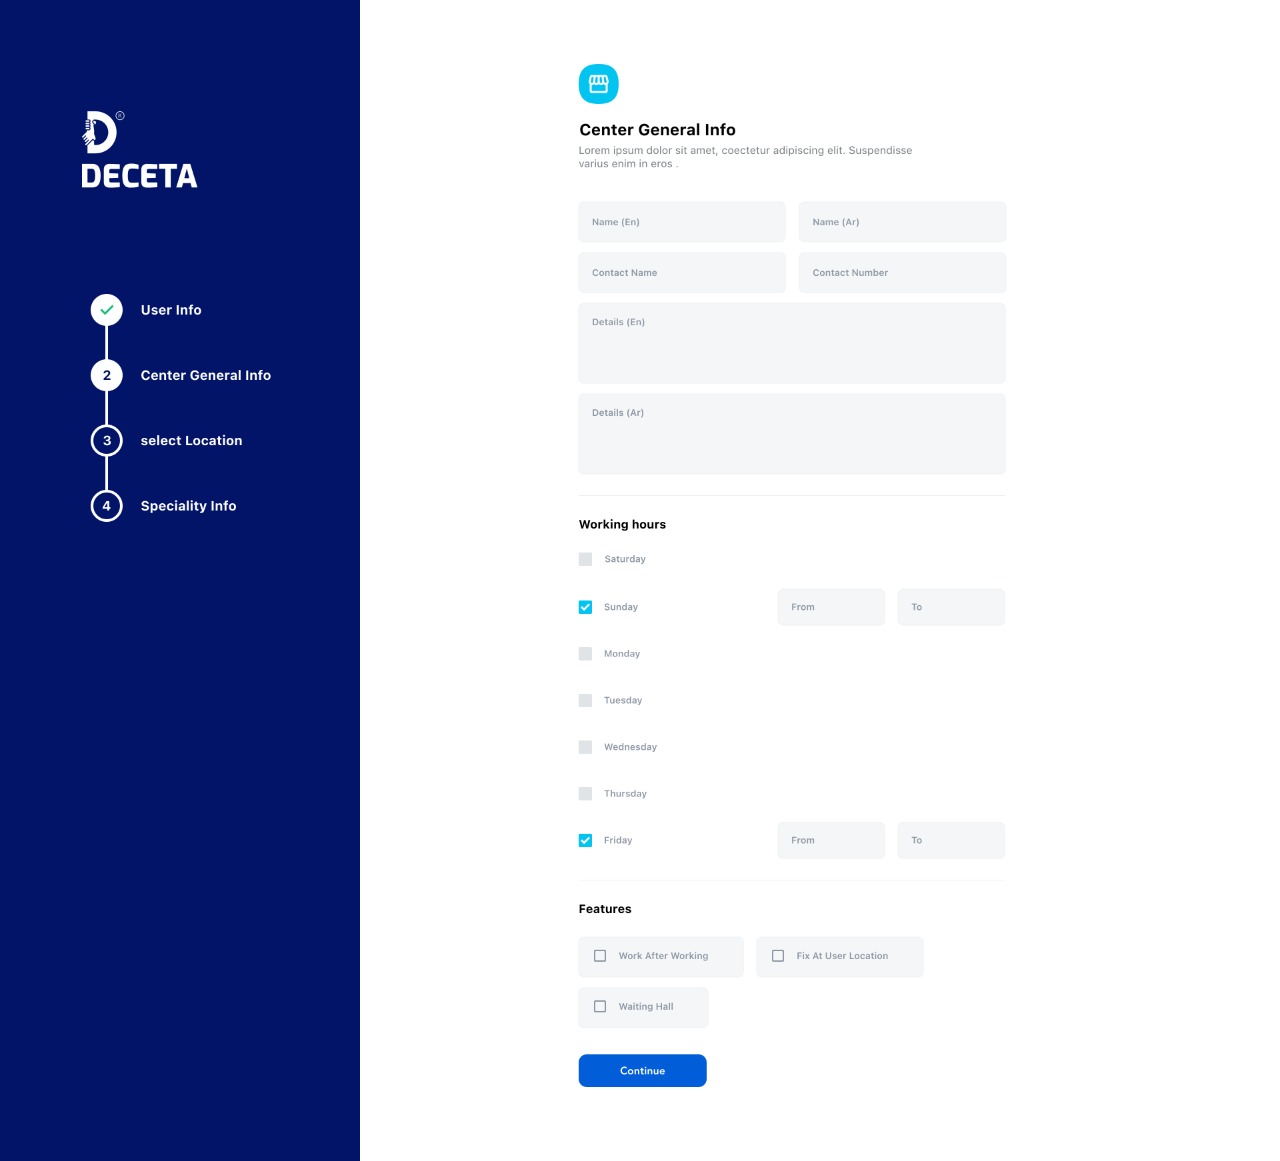 ®
DECETA
User Info
2 Center General Info
3 select Location
4 Speciality Info
Center General Info
Lorem ipsum dolor sit amet, coectetur adipiscing elit. Suspendisse
varius enim in eros .
Name (En) Name (Ar)
Contact Name Contact Number
Details (En)
Details (Ar)
Working hours
Saturday
Sunday From To
Monday
Tuesday
Wednesday
Thursday
Friday From To
Features
Work After Working Fix At User Location
Waiting Hall
Continue